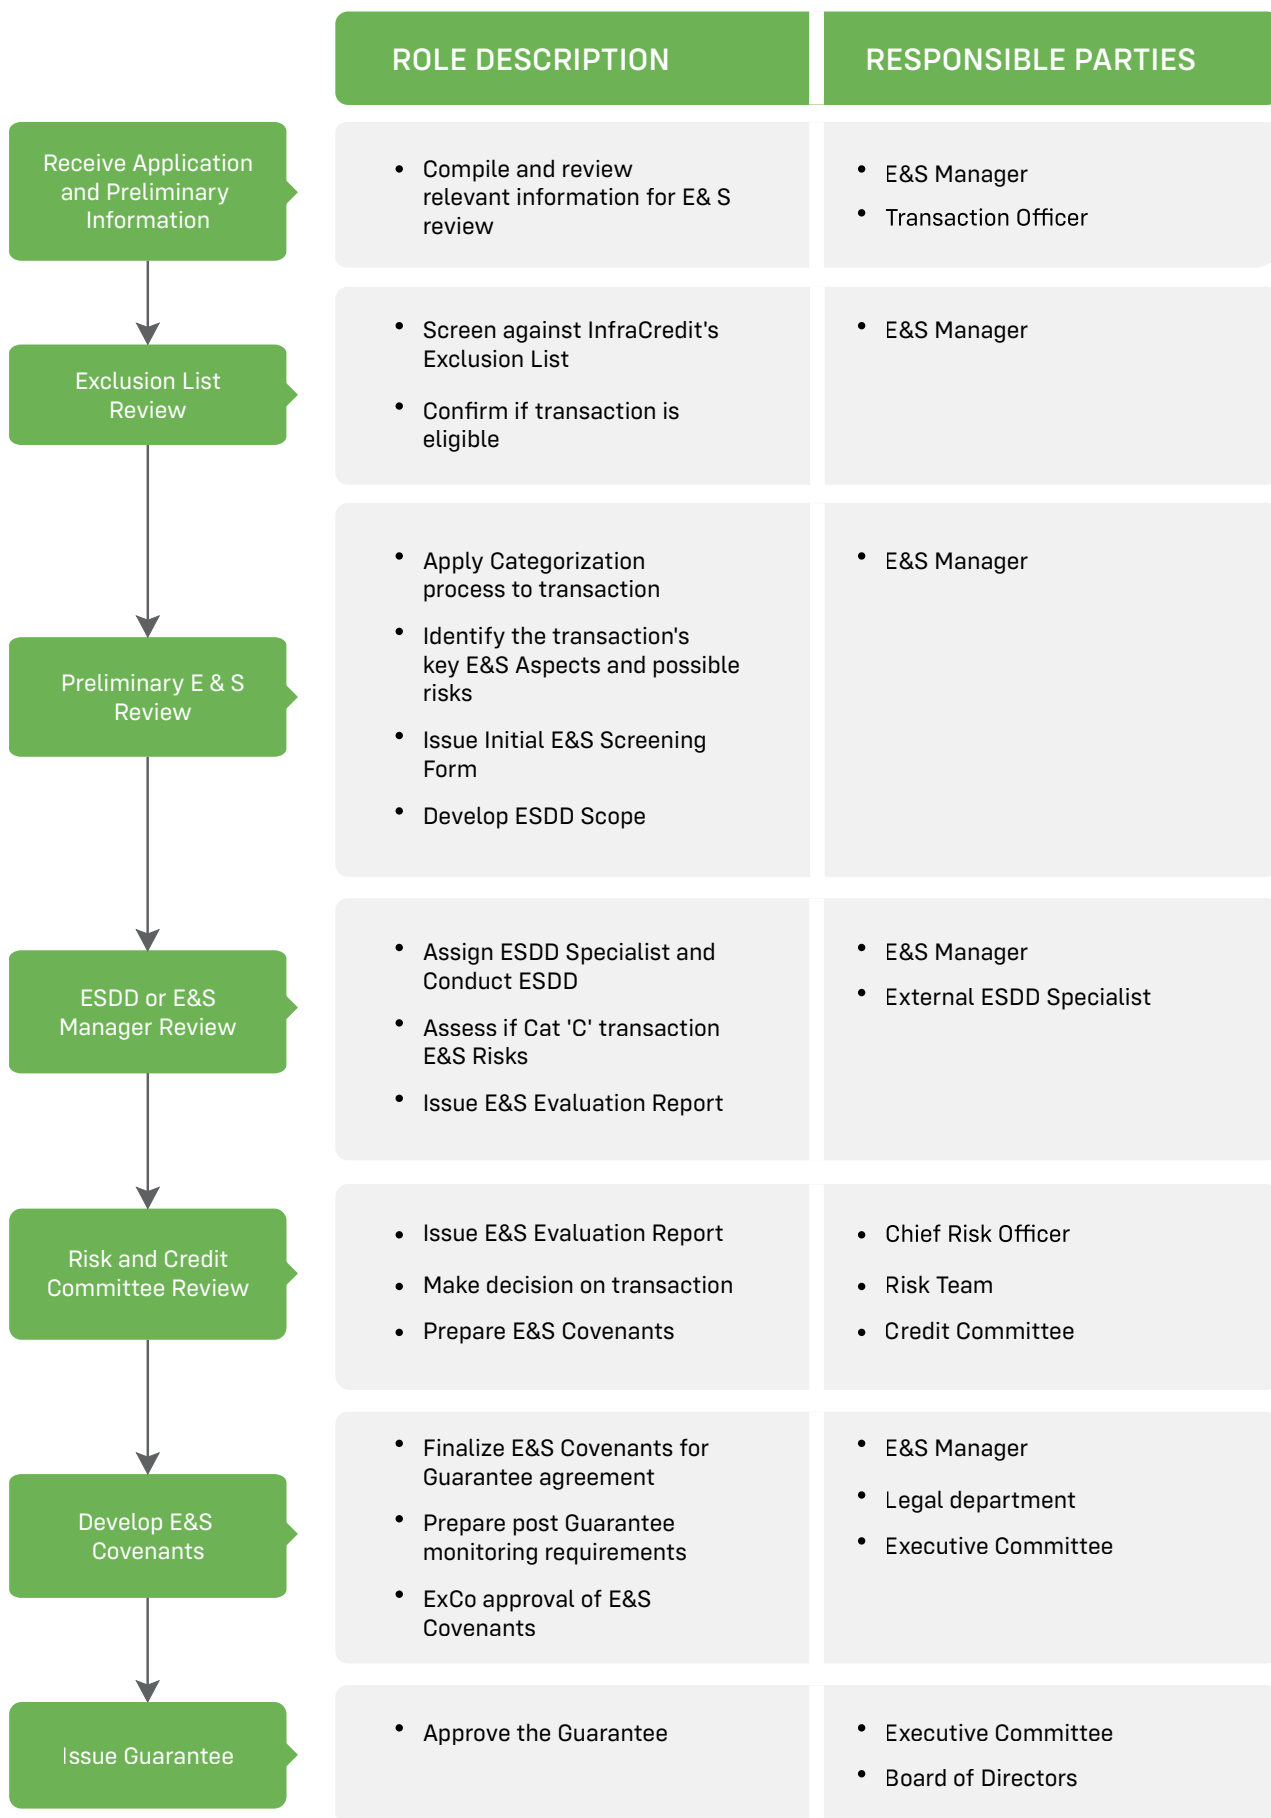 ROLE DESCRIPTION
RESPONSIBLE PARTIES
Receive Application
and Preliminary
Information
• Compile and review
relevant information for E& S
review
• E&S Manager
• Transaction Officer
Exclusion List
Review
• Screen against InfraCredit's
Exclusion List
• Confirm if transaction is
eligible
• E&S Manager
Preliminary E & S
Review
• Apply Categorization
process to transaction
• Identify the transaction's
key E&S Aspects and possible
risks
• Issue Initial E&S Screening
Form
• Develop ESDD Scope
• E&S Manager
ESDD or E&S
Manager Review
• Assign ESDD Specialist and
Conduct ESDD
• Assess if Cat 'C' transaction
E&S Risks
• Issue E&S Evaluation Report
• E&S Manager
• External ESDD Specialist
Risk and Credit
Committee Review
• Issue E&S Evaluation Report
• Make decision on transaction
• Prepare E&S Covenants
• Chief Risk Officer
• Risk Team
• Credit Committee
Develop E&S
Covenants
• Finalize E&S Covenants for
Guarantee agreement
• Prepare post Guarantee
monitoring requirements
• ExCo approval of E&S
Covenants
• E&S Manager
• Legal department
• Executive Committee
Issue Guarantee
• Approve the Guarantee
• Executive Committee
• Board of Directors